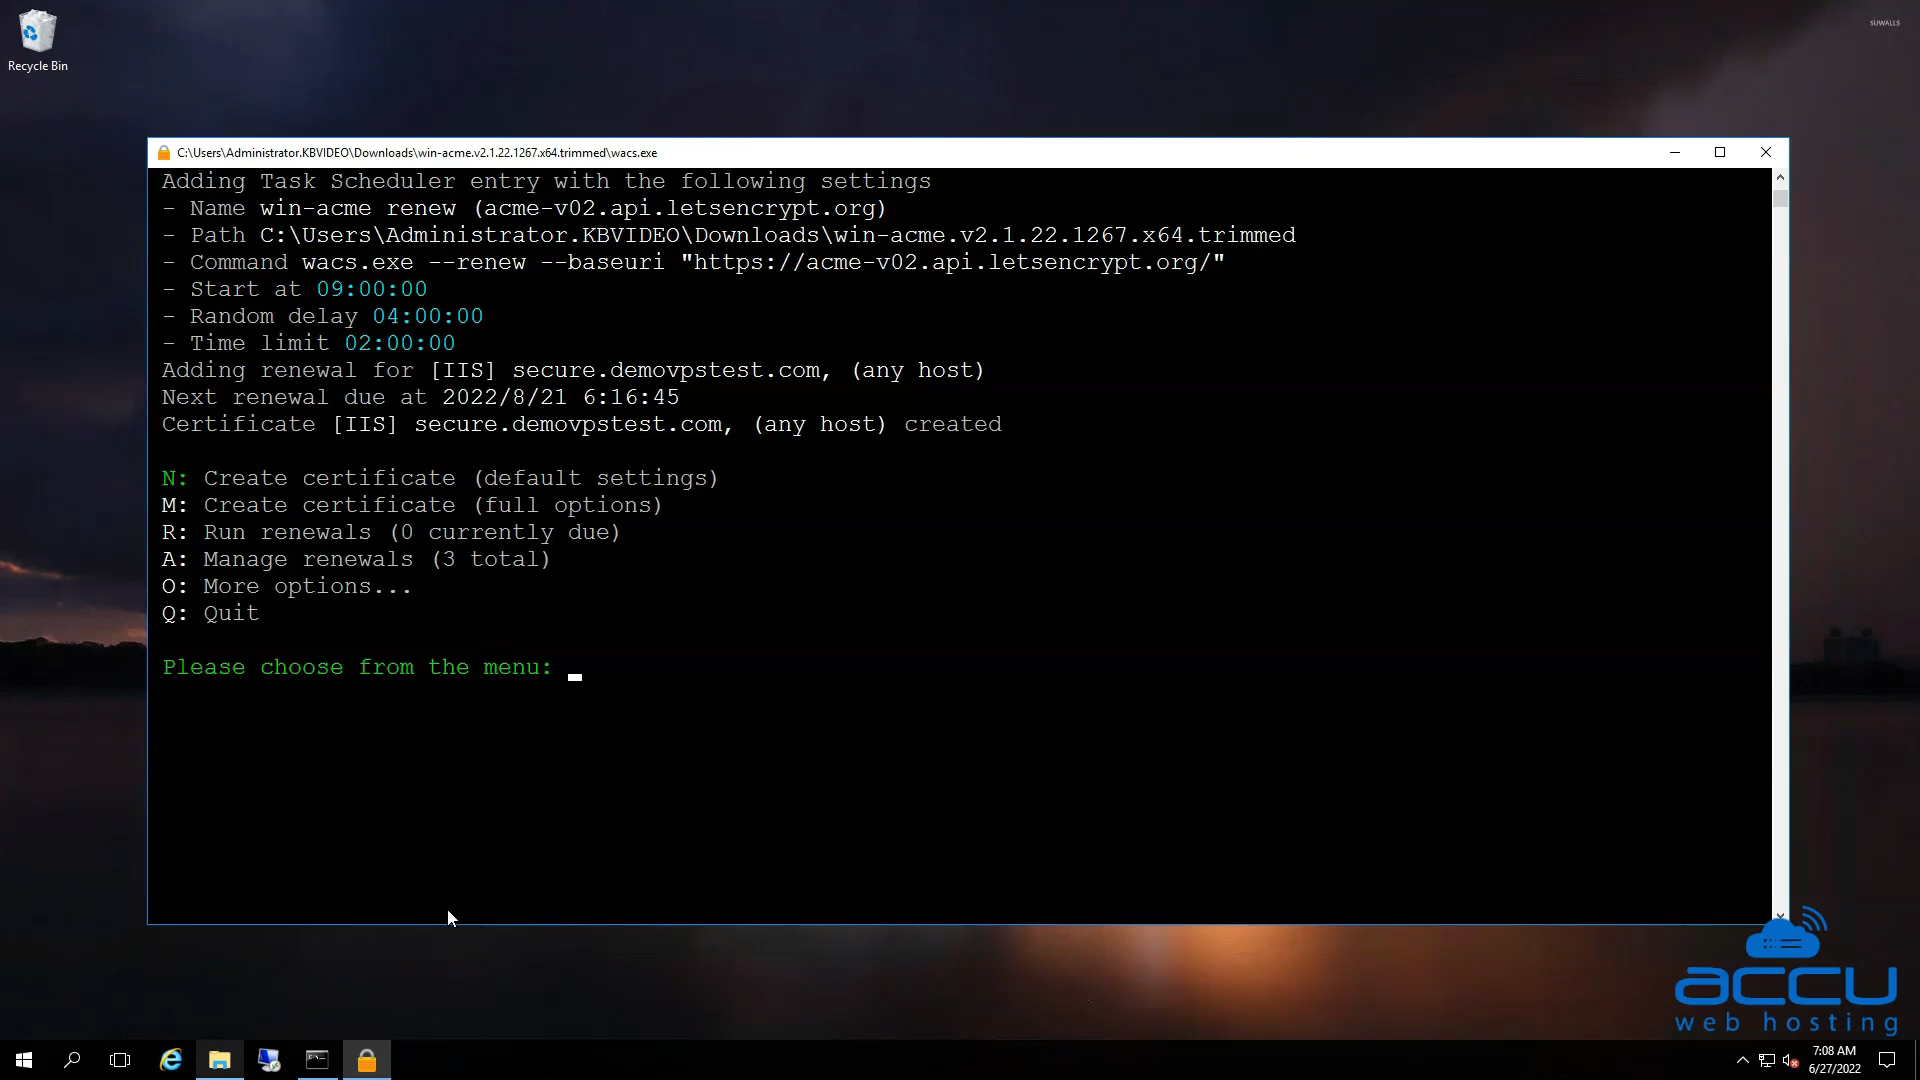 SUWALLS
Recycle Bin
C:\Users\Administrator.KBVIDEO\Downloads\win-acme.v2.1.22.1267.x64.trimmed\wacs.exe
Adding Task Scheduler entry with the following settings
- Name win-acme renew (acme-v02.api.letsencrypt.org)
- Path C:\Users\Administrator.KBVIDEO\Downloads\win-acme.v2.1.22.1267.x64.trimmed
- Command wacs.exe --renew --baseuri "https://acme-v02.api.letsencrypt.org/"
- Start at 09:00:00
- Random delay 04:00:00
- Time limit 02:00:00
Adding renewal for [IIS] secure.demovpstest.com, (any host)
Next renewal due at 2022/8/21 6:16:45
Certificate [IIS] secure.demovpstest.com, (any host) created
N: Create certificate (default settings)
M: Create certificate (full options)
R: Run renewals (0 currently due)
A: Manage renewals (3 total)
O: More options...
Q: Quit
Please choose from the menu:
accu
web hosting
7:08 AM
6/27/2022